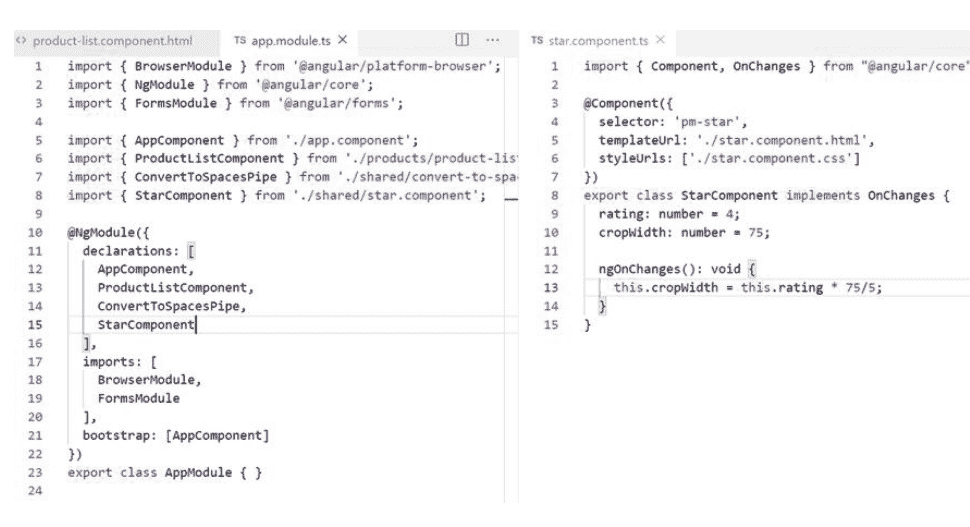 product-list.component.html
TS app.module.ts ×
...
1 import { BrowserModule } from '@angular/platform-browser';
2 import { NgModule } from '@angular/core';
3 import { FormsModule } from '@angular/forms';
4
5 import { AppComponent } from './app.component';
6 import { ProductListComponent } from './products/product-lis
7 import { ConvertToSpacesPipe } from './shared/convert-to-spa
8 import { StarComponent } from './shared/star.component';
9
10 @NgModule({
11 declarations: [
12 AppComponent,
13 ProductListComponent,
14 ConvertToSpacesPipe,
15 StarComponent
16 ],
17 imports: [
18 BrowserModule,
19 FormsModule
20 ],
21 bootstrap: [AppComponent]
22 })
23 export class AppModule { }
24
TS star.component.ts ×
1 import { Component, OnChanges } from "@angular/core"
2
3 @Component({
4 selector: 'pm-star',
5 templateUrl: './star.component.html',
6 styleUrls: ['./star.component.css']
7 })
8 export class StarComponent implements OnChanges {
9 rating: number = 4;
10 cropWidth: number = 75;
11
12 ngOnChanges(): void {
13 this.cropWidth = this.rating * 75/5;
14 }
15 }